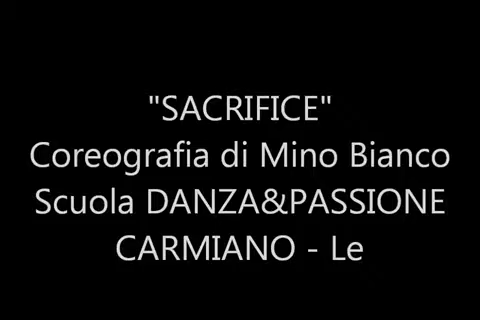 "SACRIFICE"
Coreografia di Mino Bianco
Scuola DANZA&PASSIONE
CARMIANO - Le